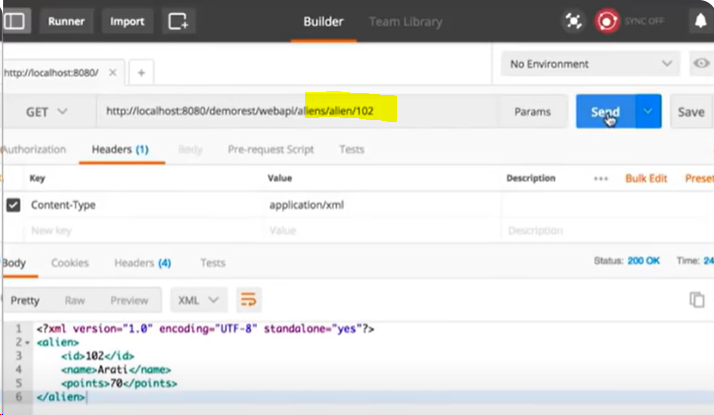 Runner Import Builder Team Library SYNC OFF
http://localhost:8080/ × + No Environment
GET http://localhost:8080/demorest/webapi/aliens/alien/102 Params Send Save
Authorization Headers (1) Body Pre-request Script Tests
Key Value Description ••• Bulk Edit Preset
Content-Type application/xml
New key Value Description
Body Cookies Headers (4) Tests Status: 200 OK Time: 24
Pretty Raw Preview XML
1 <?xml version="1.0" encoding="UTF-8" standalone="yes"?>
2 <alien>
3 <id>102</id>
4 <name>Arati</name>
5 <points>70</points>
6 </alien>